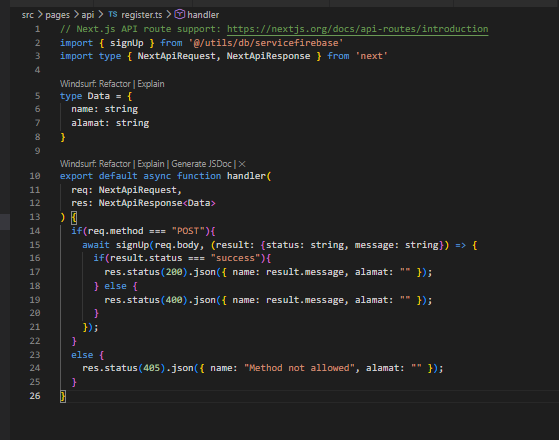 src > pages > api > TS register.ts > handler
1 // Next.js API route support: https://nextjs.org/docs/api-routes/introduction
2 import { signUp } from '@/utils/db/servicefirebase'
3 import type { NextApiRequest, NextApiResponse } from 'next'
4
Windsurf: Refactor | Explain
5 type Data = {
6   name: string
7   alamat: string
8 }
9
Windsurf: Refactor | Explain | Generate JSDoc | ×
10 export default async function handler(
11   req: NextApiRequest,
12   res: NextApiResponse<Data>
13 ) {
14   if(req.method === "POST"){
15     await signUp(req.body, (result: {status: string, message: string}) => {
16       if(result.status === "success"){
17         res.status(200).json({ name: result.message, alamat: "" });
18       } else {
19         res.status(400).json({ name: result.message, alamat: "" });
20       }
21     });
22   }
23   else {
24     res.status(405).json({ name: "Method not allowed", alamat: "" });
25   }
26 }